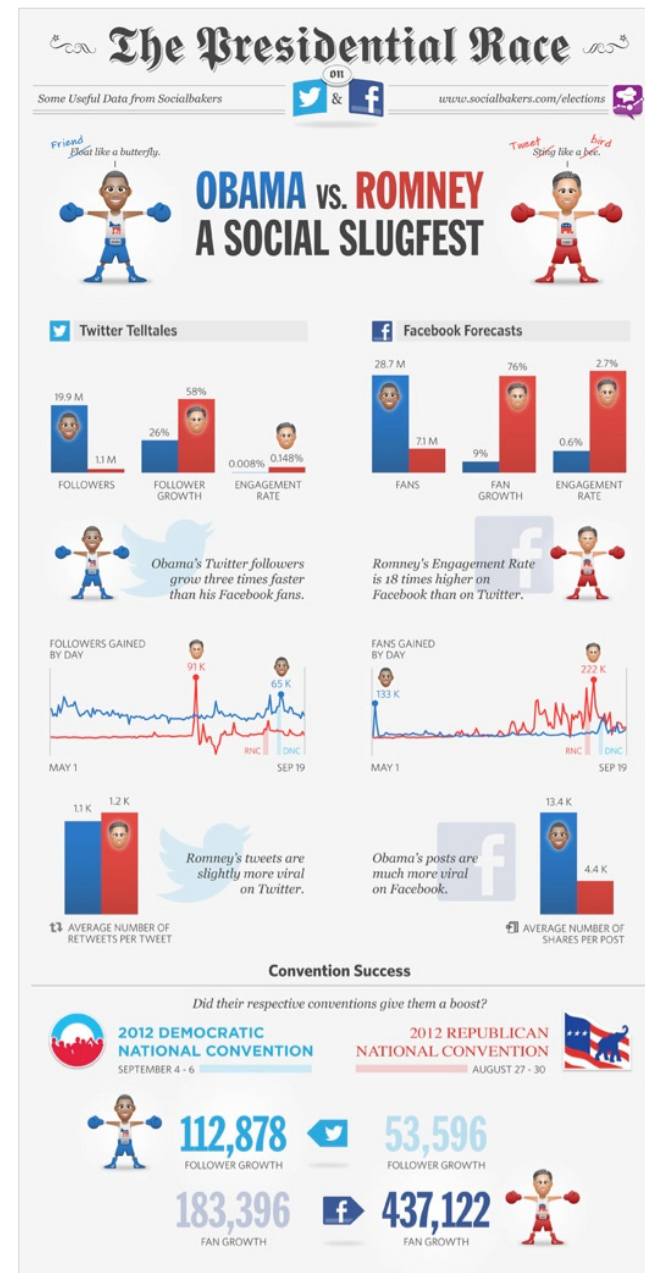 The Presidential Race
on
Some Useful Data from Socialbakers
&
www.socialbakers.com/elections
Friend
Float like a butterfly.
Tweet bird
Sting like a bee.
OBAMA VS. ROMNEY
A SOCIAL SLUGFEST
Twitter Telltales
19.9 M
1.1 M
FOLLOWERS
26%
58%
FOLLOWER
GROWTH
0.008%
0.148%
ENGAGEMENT
RATE
Facebook Forecasts
28.7 M
7.1 M
FANS
9%
76%
FAN
GROWTH
0.6%
2.7%
ENGAGEMENT
RATE
Obama's Twitter followers
grow three times faster
than his Facebook fans.
Romney's Engagement Rate
is 18 times higher on
Facebook than on Twitter.
FOLLOWERS GAINED
BY DAY
91 K
65 K
RNC
DNC
MAY 1
SEP 19
FANS GAINED
BY DAY
133 K
222 K
RNC
DNC
MAY 1
SEP 19
1.1 K
1.2 K
AVERAGE NUMBER OF
RETWEETS PER TWEET
Romney's tweets are
slightly more viral
on Twitter.
Obama's posts are
much more viral
on Facebook.
13.4 K
4.4 K
AVERAGE NUMBER OF
SHARES PER POST
Convention Success
Did their respective conventions give them a boost?
2012 DEMOCRATIC
NATIONAL CONVENTION
SEPTEMBER 4 - 6
2012 REPUBLICAN
NATIONAL CONVENTION
AUGUST 27 - 30
112,878
FOLLOWER GROWTH
53,596
FOLLOWER GROWTH
183,396
FAN GROWTH
437,122
FAN GROWTH